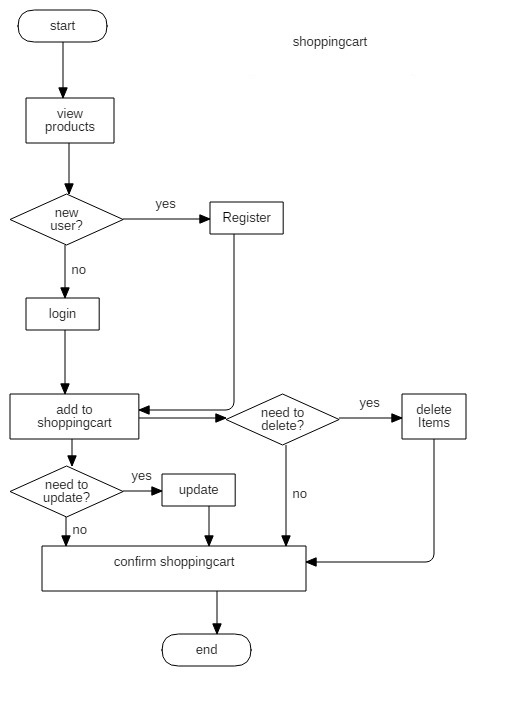 start
shoppingcart
view
products
new
user?
yes
Register
no
login
add to
shoppingcart
need to
delete?
yes
delete
Items
need to
update?
yes
update
no
no
confirm shoppingcart
end